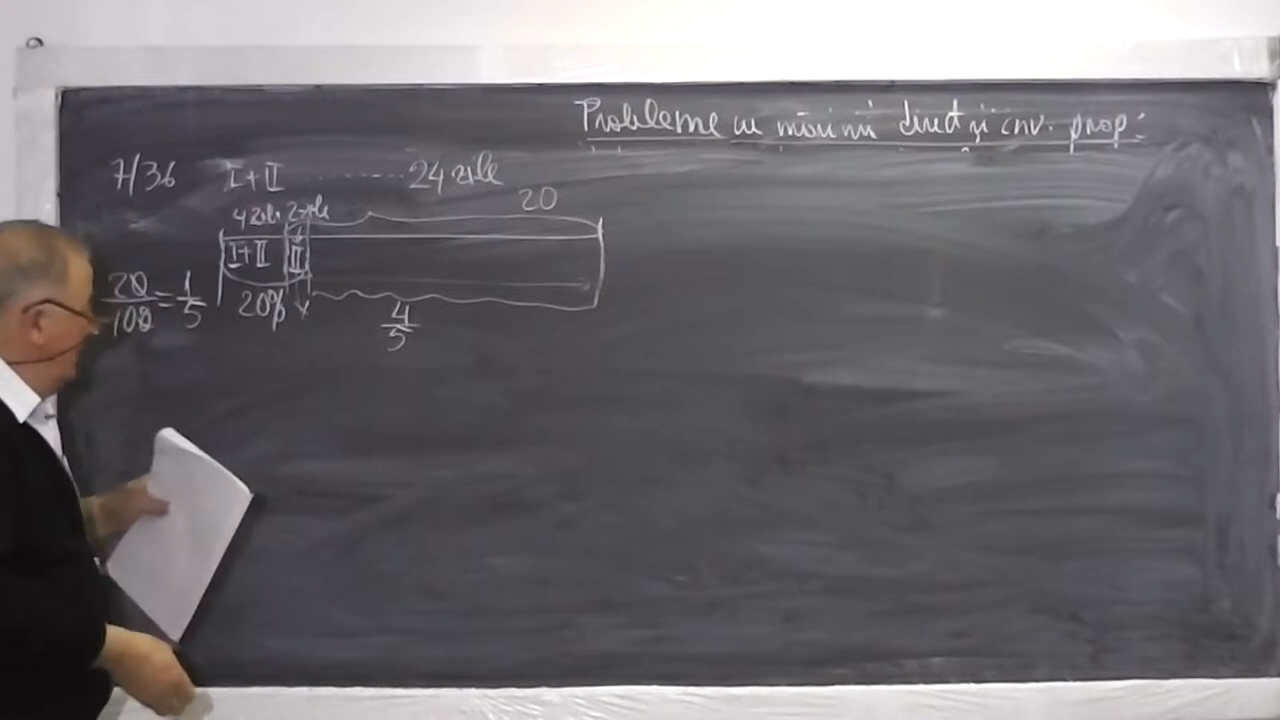 Probleme cu mărimi direct și inv. prop:
7/36 I+II ........ 24 zile
20
4 zile 2 zile
I+II II
20/100 = 1/5 20%
4/5